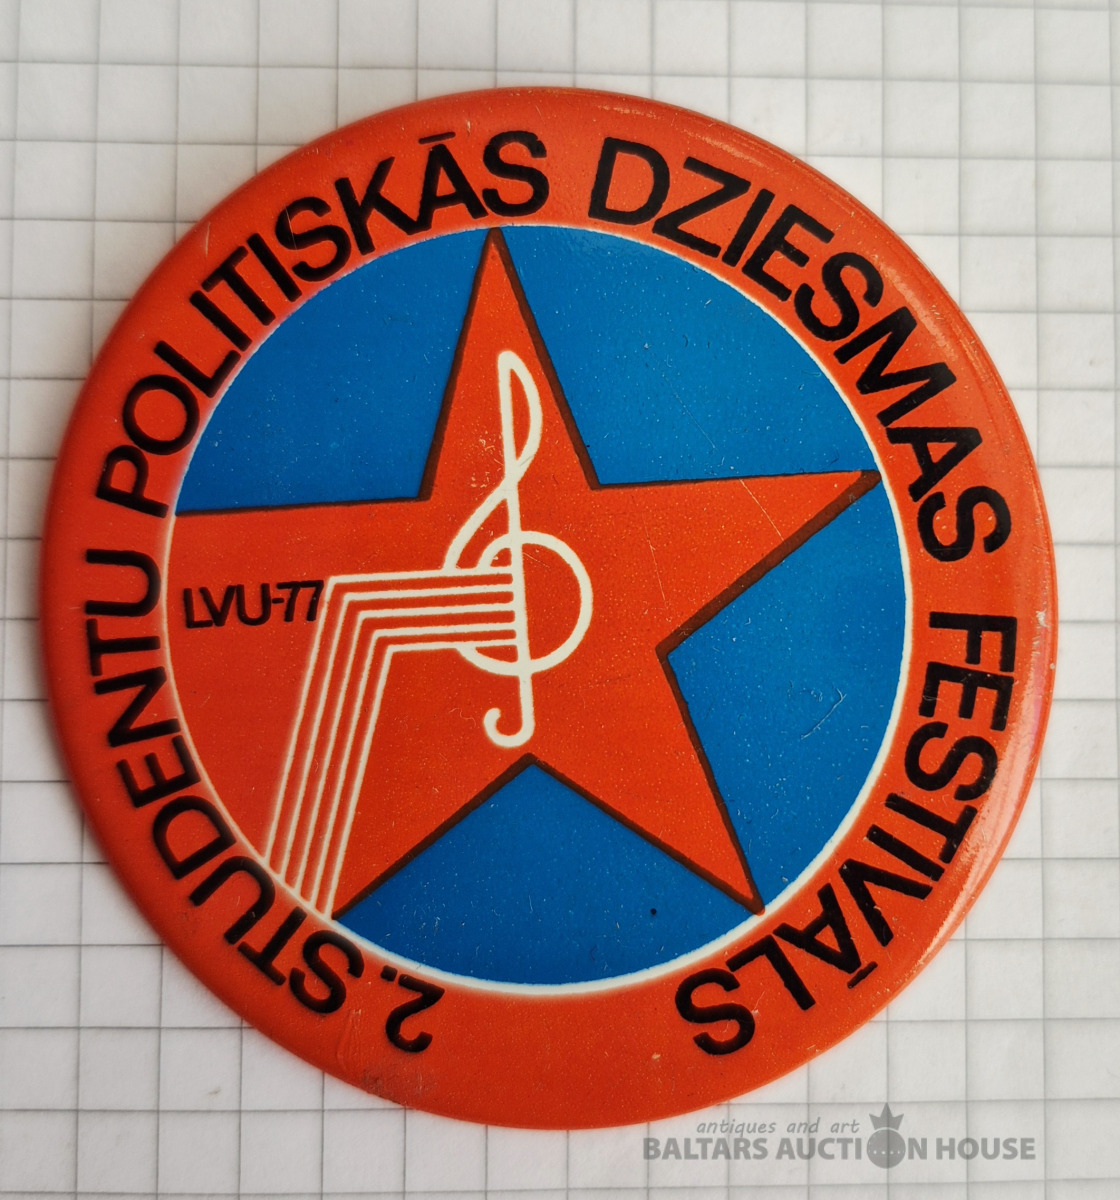 2. STUDENTU POLITISKĀS DZIESMAS FESTIVĀLS
LVU-77
antiques and art
BALTARS AUCTION HOUSE